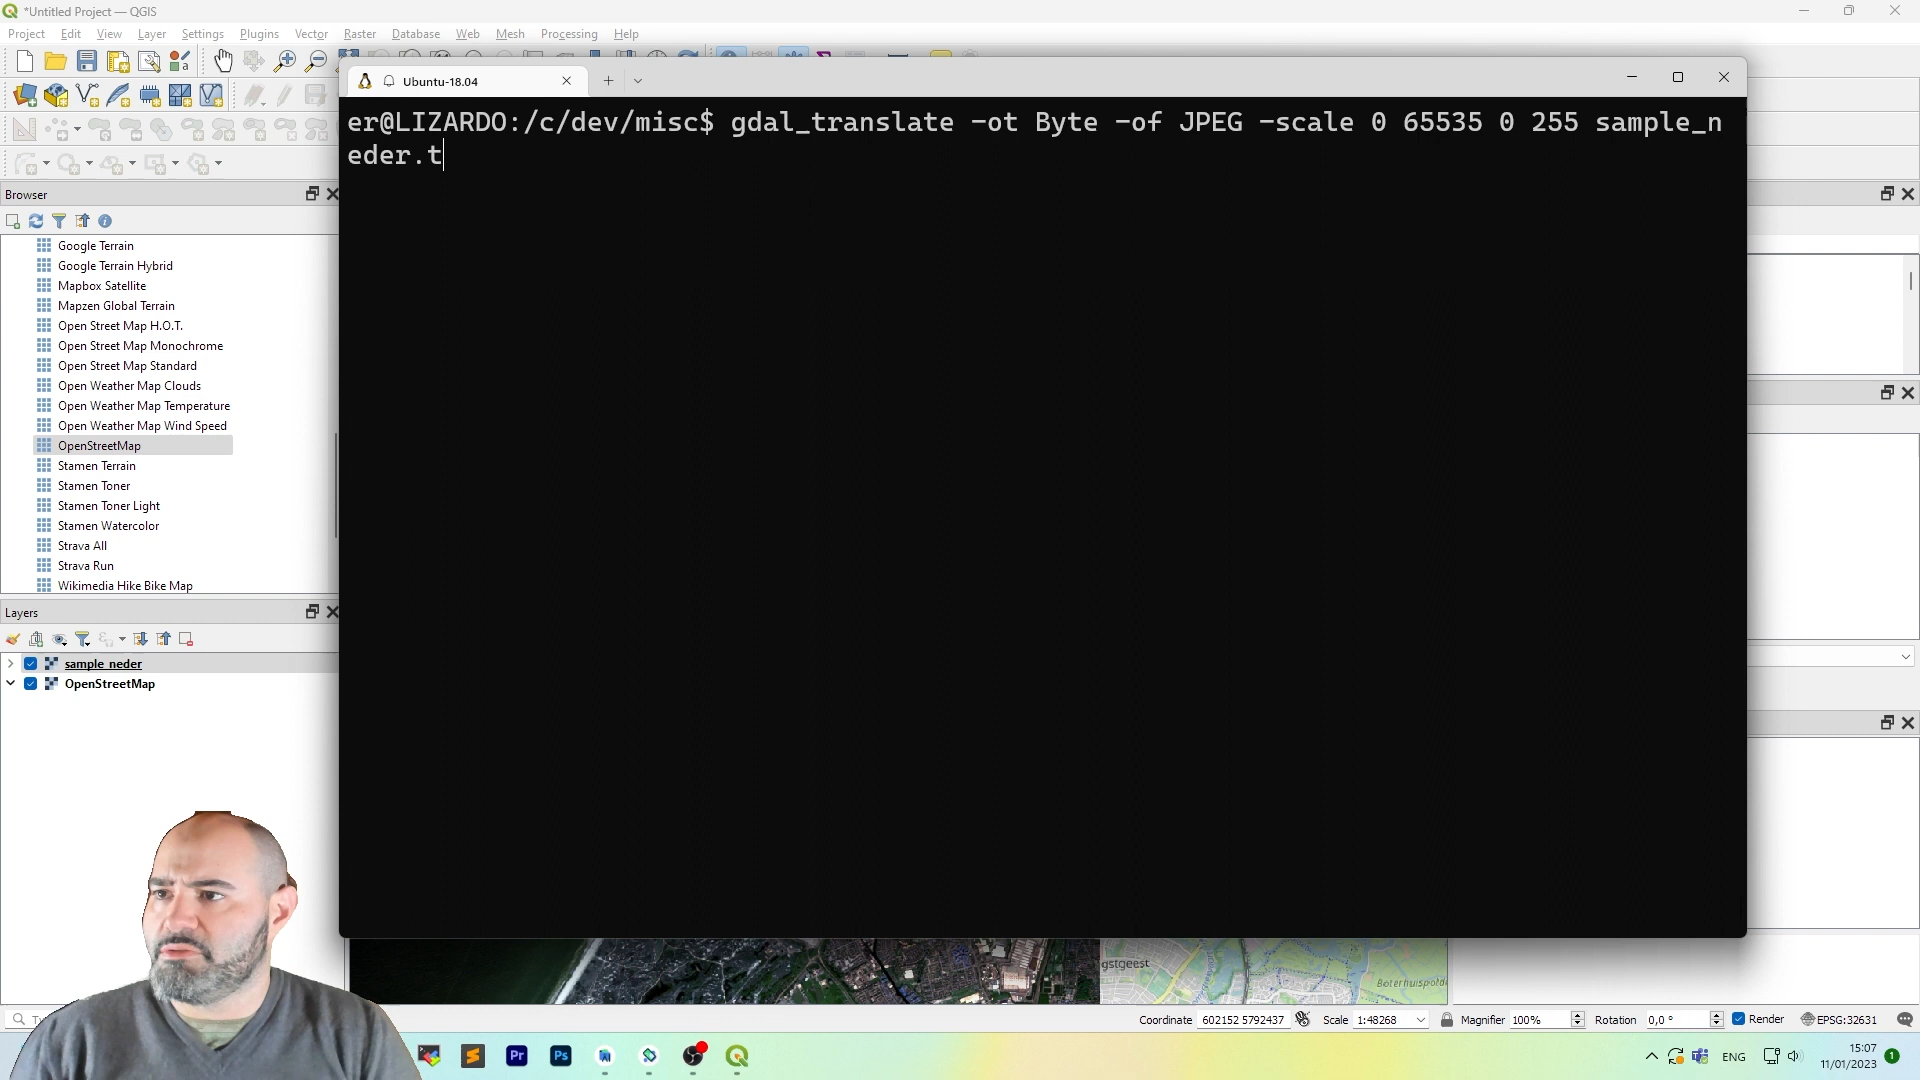 *Untitled Project — QGIS
Project Edit View Layer Settings Plugins Vector Raster Database Web Mesh Processing Help
Ubuntu-18.04
er@LIZARDO:/c/dev/misc$ gdal_translate -ot Byte -of JPEG -scale 0 65535 0 255 sample_n
eder.t
Browser
Google Terrain
Google Terrain Hybrid
Mapbox Satellite
Mapzen Global Terrain
Open Street Map H.O.T.
Open Street Map Monochrome
Open Street Map Standard
Open Weather Map Clouds
Open Weather Map Temperature
Open Weather Map Wind Speed
OpenStreetMap
Stamen Terrain
Stamen Toner
Stamen Toner Light
Stamen Watercolor
Strava All
Strava Run
Wikimedia Hike Bike Map
Layers
sample_neder
OpenStreetMap
gstgeest
Boterhuispold
Coordinate 602152 5792437 Scale 1:48268 Magnifier 100% Rotation 0,0 ° Render EPSG:32631
Pr Ps
ENG
15:07
11/01/2023
1